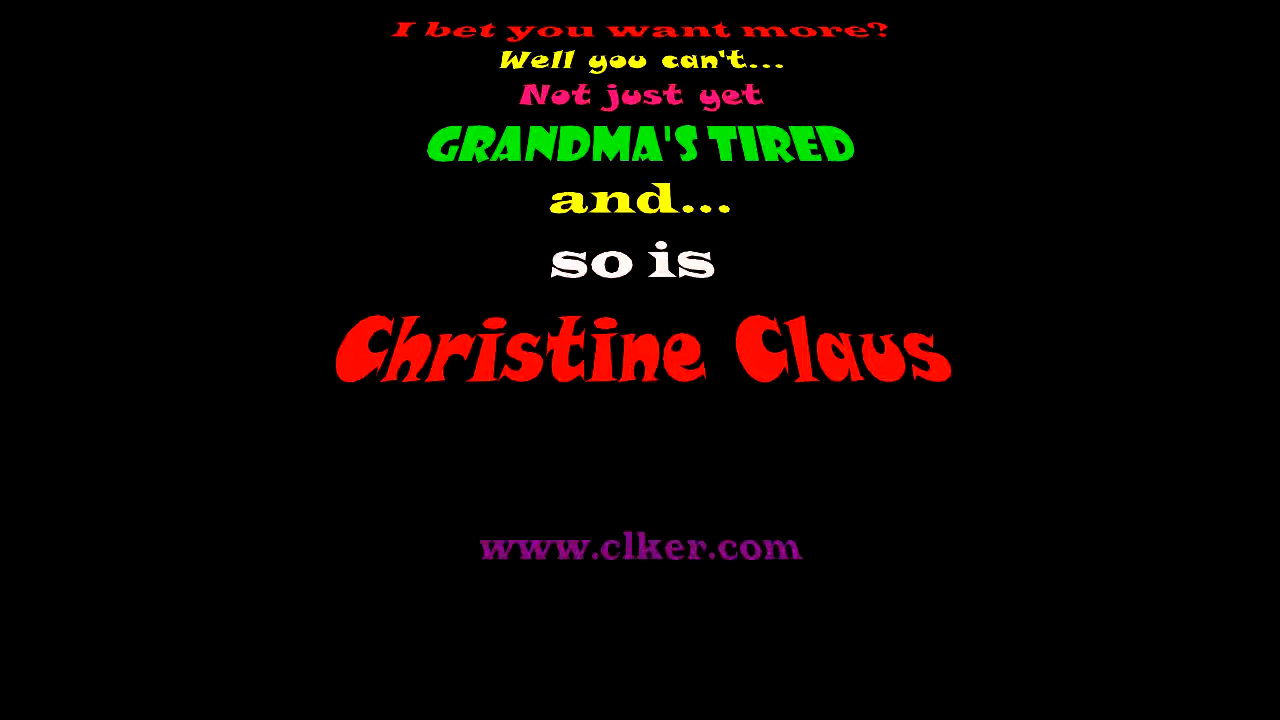 I bet you want more?
Well you can't...
Not just yet
GRANDMA'S TIRED
and...
so is
Christine Claus
www.clker.com